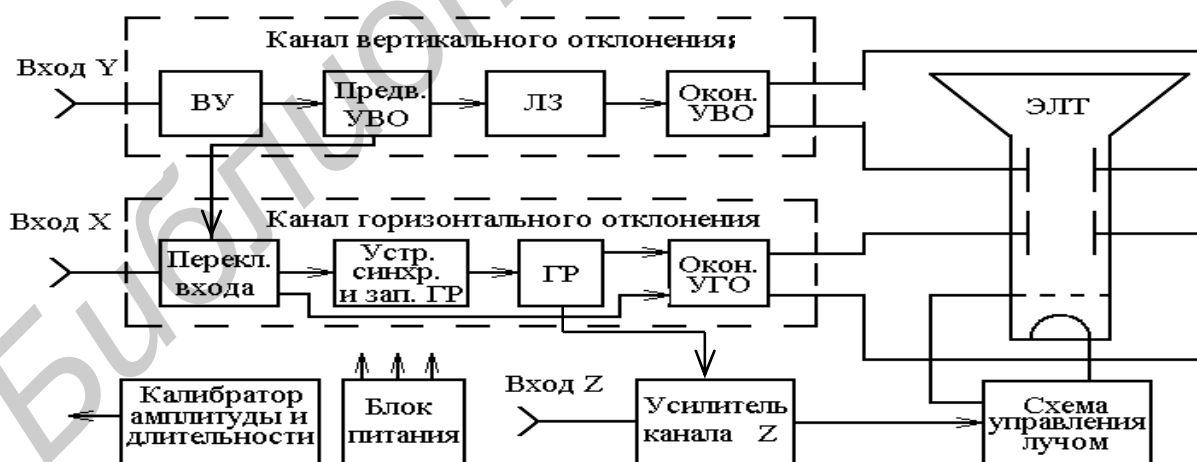 Канал вертикального отклонения;
Вход Y
ВУ
Предв.
УВО
ЛЗ
Окон.
УВО
ЭЛТ
Вход X
Канал горизонтального отклонения
Перекл.
входа
Устр.
синхр.
и зап. ГР
ГР
Окон.
УГО
Калибратор
амплитуды и
длительности
Блок
питания
Вход Z
Усилитель
канала Z
Схема
управления
лучом